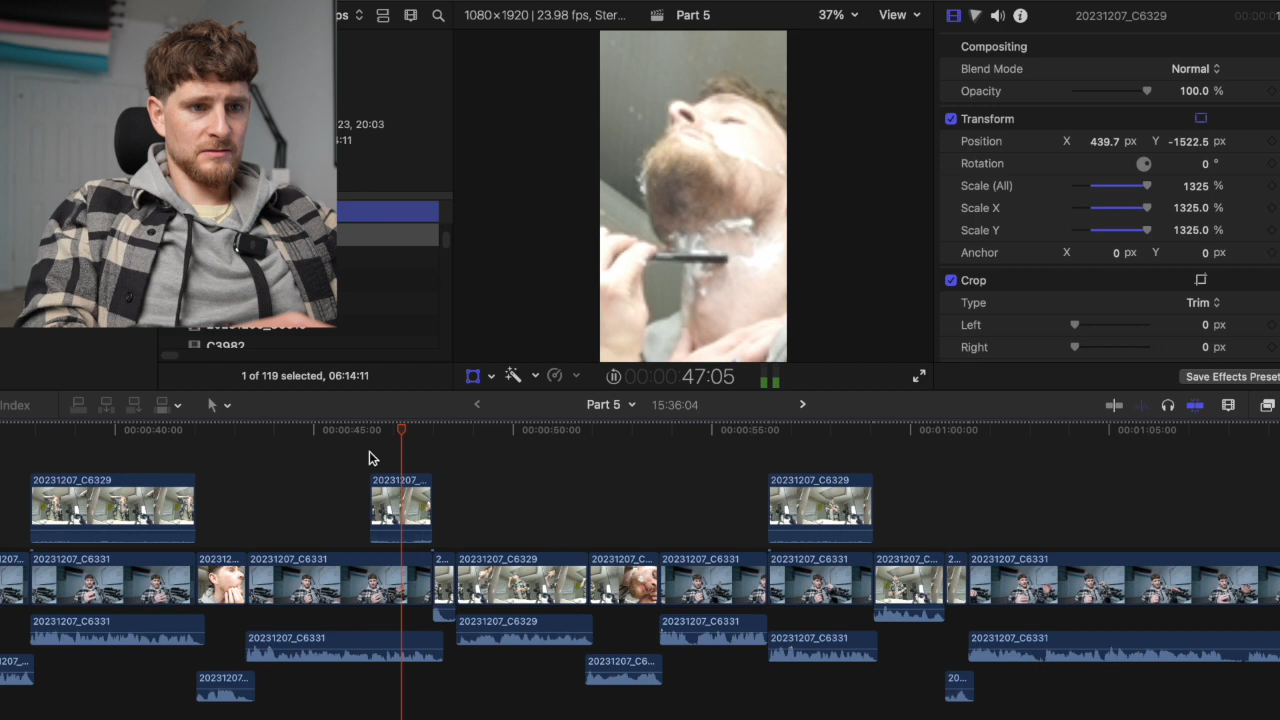 ps
1080×1920 | 23.98 fps, Ster...
Part 5
37%
View
20231207_C6329
23, 20:03
C3982
1 of 119 selected, 06:14:11
00:00:47:05
Compositing
Blend Mode
Normal
Opacity
100.0 %
Transform
Position
X
439.7 px
Y
-1522.5 px
Rotation
0 °
Scale (All)
1325 %
Scale X
1325.0 %
Scale Y
1325.0 %
Anchor
X
0 px
Y
0 px
Crop
Type
Trim
Left
0 px
Right
0 px
Save Effects Preset
Index
Part 5
15:36:04
00:00:40:00
00:00:45:00
00:00:50:00
00:00:55:00
00:01:00:00
00:01:05:00
20231207_C6329
20231207_...
20231207_C6329
207...
20231207_C6331
202312...
20231207_C6331
2...
20231207_C6329
20231207_C...
20231207_C6331
20231207_C6331
20231207_C...
2...
20231207_C6331
20231207_C6331
20231207_C6329
20231207_C6331
20231207_C6331
20231207_C6331
20231207_C6331
207...
20231207_C6...
20231207...
20...